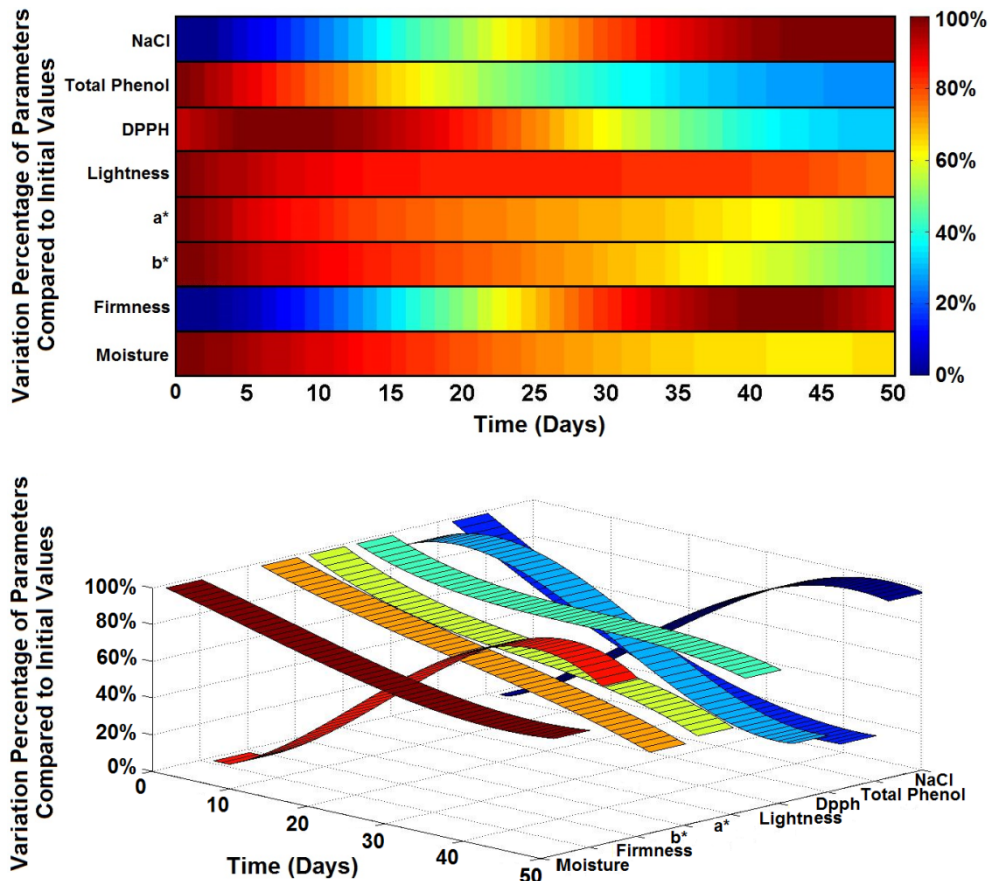 Variation Percentage of Parameters
Compared to Initial Values
NaCl
Total Phenol
DPPH
Lightness
a*
b*
Firmness
Moisture
0 5 10 15 20 25 30 35 40 45 50
Time (Days)
100%
80%
60%
40%
20%
0%
Variation Percentage of Parameters
Compared to Initial Values
100%
80%
60%
40%
20%
0%
0
10
20
30
40
50
Time (Days)
Moisture
Firmness
b*
a*
Lightness
Dpph
Total Phenol
NaCl